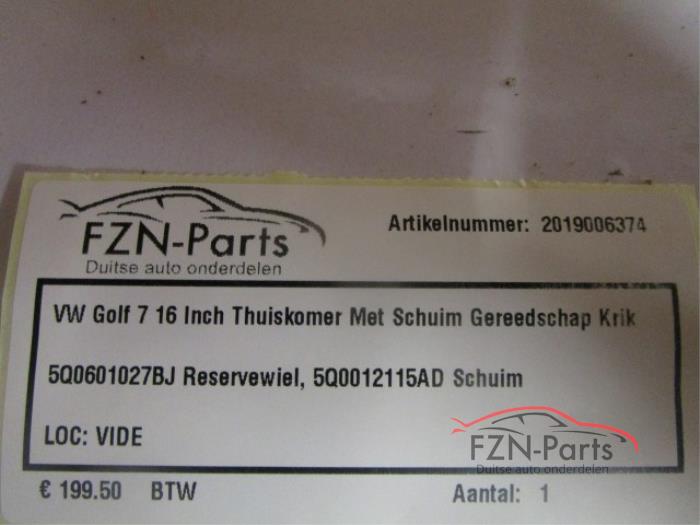 FZN-Parts
Duitse auto onderdelen
Artikelnummer: 2019006374
VW Golf 7 16 Inch Thuiskomer Met Schuim Gereedschap Krik
5Q0601027BJ Reservewiel, 5Q0012115AD Schuim
LOC: VIDE
FZN-Parts
Duitse auto onderdelen
€ 199.50 BTW
Aantal: 1